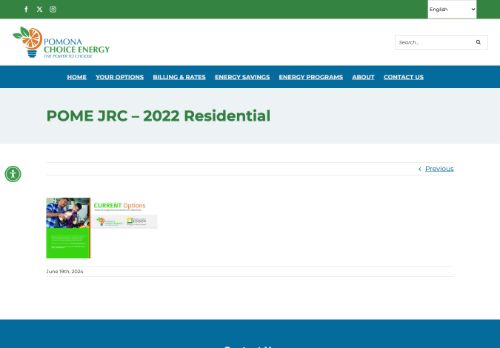 English
POMONA
CHOICE ENERGY
THE POWER TO CHOOSE
Search...
HOME YOUR OPTIONS BILLING & RATES ENERGY SAVINGS ENERGY PROGRAMS ABOUT CONTACT US
POME JRC – 2022 Residential
Previous
CURRENT Options
June 19th, 2024